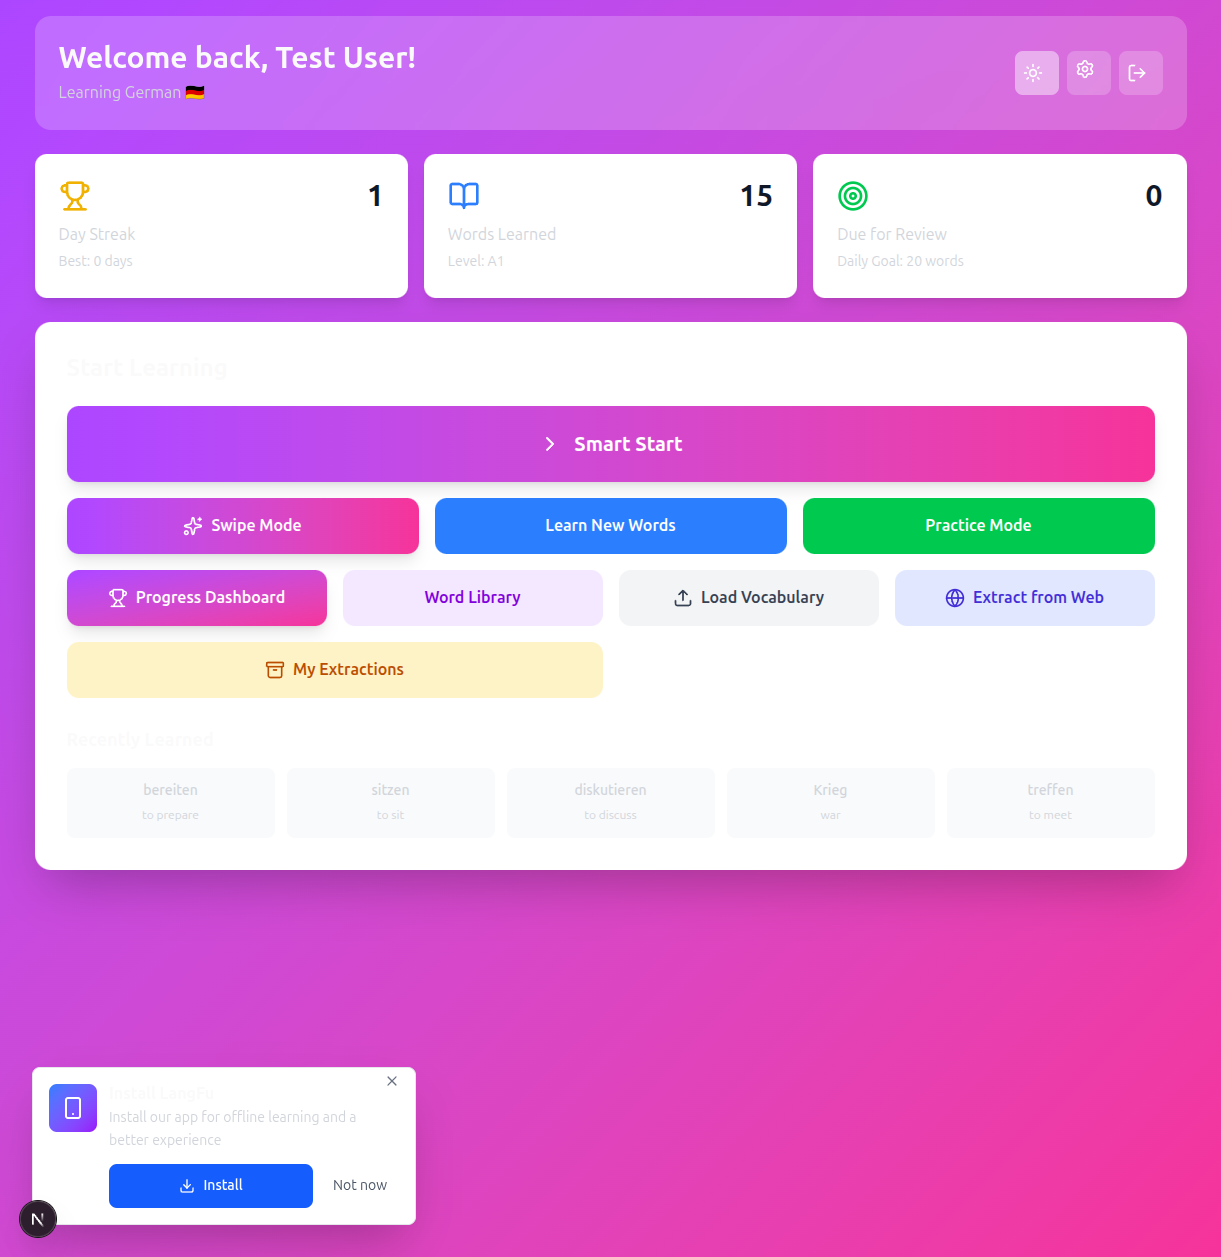 Welcome back, Test User!
Learning German 🇩🇪
1
Day Streak
Best: 0 days
15
Words Learned
Level: A1
0
Due for Review
Daily Goal: 20 words
Start Learning
Smart Start
Swipe Mode
Learn New Words
Practice Mode
Progress Dashboard
Word Library
Load Vocabulary
Extract from Web
My Extractions
Recently Learned
bereiten
to prepare
sitzen
to sit
diskutieren
to discuss
Krieg
war
treffen
to meet
Install LangFu
Install our app for offline learning and a
better experience
Install
Not now
N